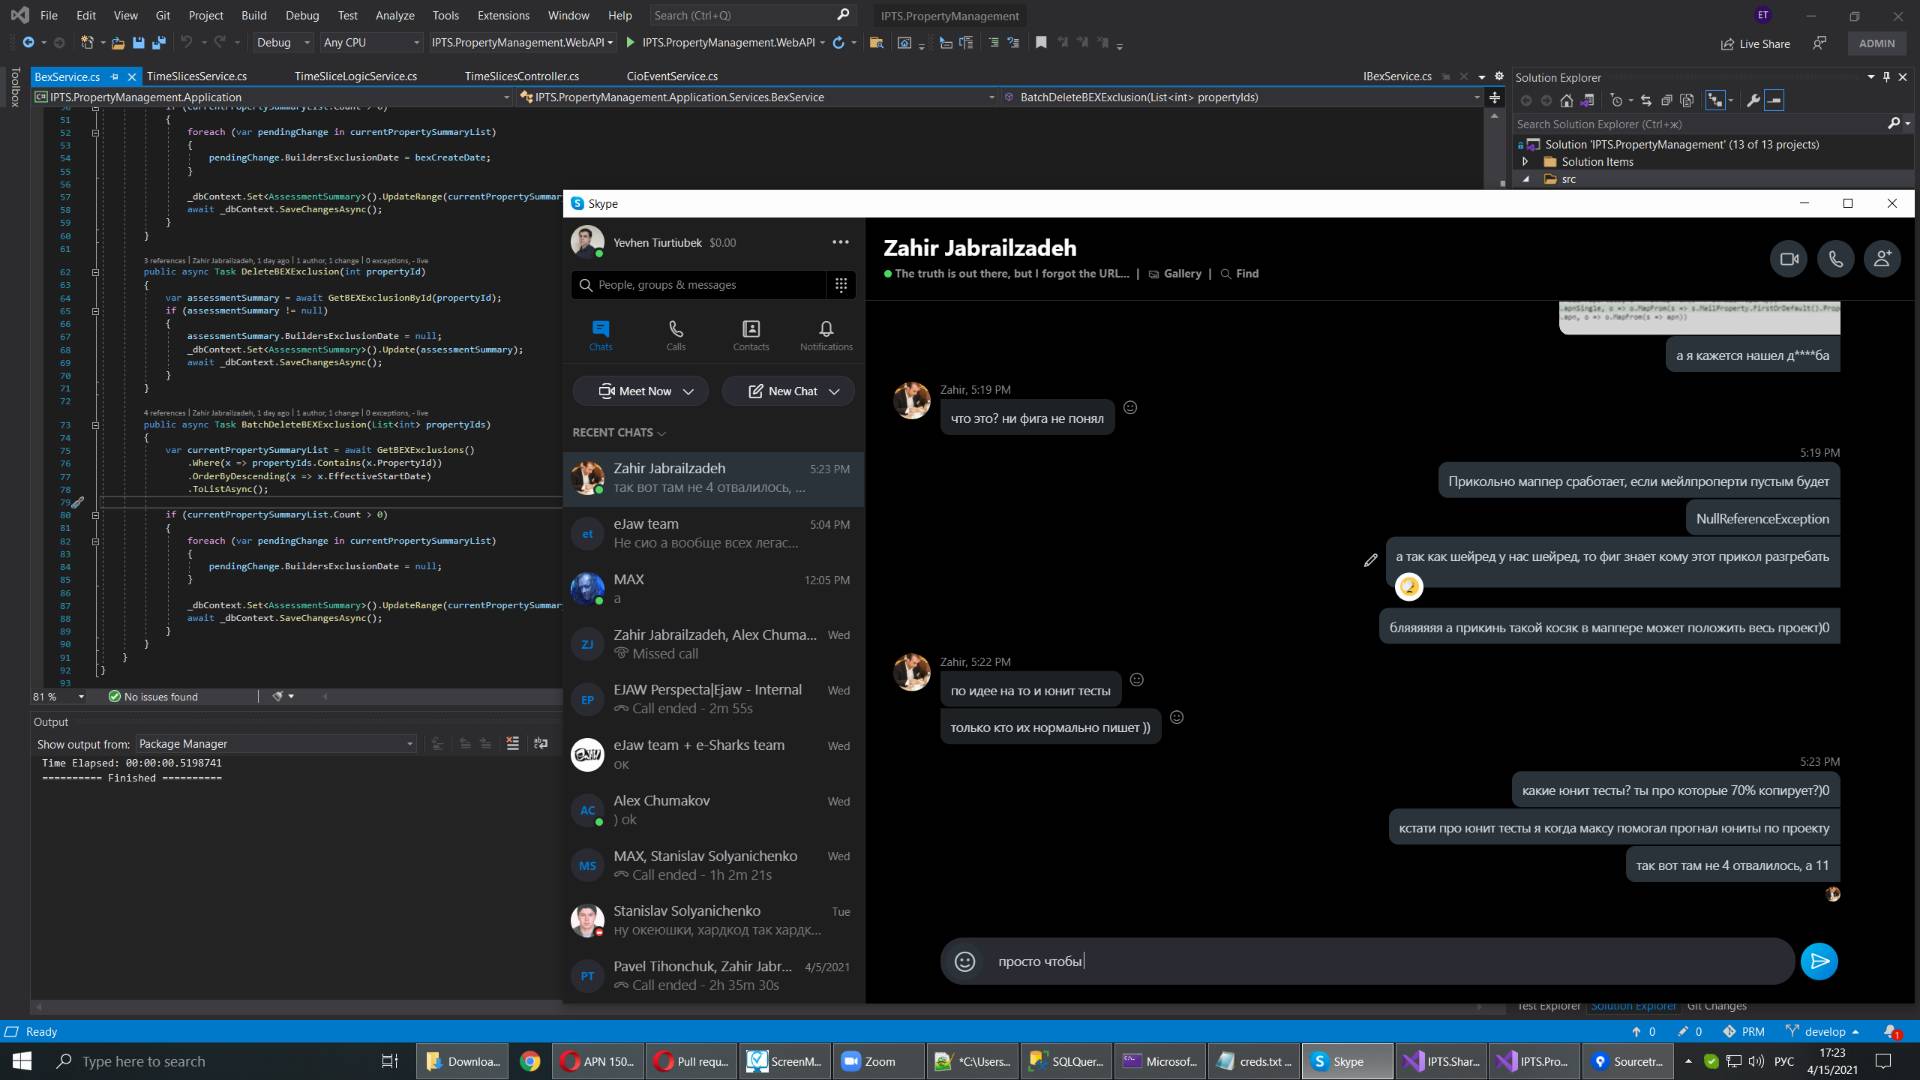 File Edit View Git Project Build Debug Test Analyze Tools Extensions Window Help Search (Ctrl+Q) IPTS.PropertyManagement ET
Debug Any CPU IPTS.PropertyManagement.WebAPI IPTS.PropertyManagement.WebAPI Live Share ADMIN
Toolbox
BexService.cs TimeSlicesService.cs TimeSliceLogicService.cs TimeSlicesController.cs CioEventService.cs IBexService.cs
IPTS.PropertyManagement.Application IPTS.PropertyManagement.Application.Services.BexService BatchDeleteBEXExclusion(List<int> propertyIds)
51 {
52 foreach (var pendingChange in currentPropertySummaryList)
53 {
54 pendingChange.BuildersExclusionDate = bexCreateDate;
55 }
56
57 _dbContext.Set<AssessmentSummary>().UpdateRange(currentPropertySummar
58 await _dbContext.SaveChangesAsync();
59 }
60 }
61
3 references | Zahir Jabrailzadeh, 1 day ago | 1 author, 1 change | 0 exceptions, - live
62 public async Task DeleteBEXExclusion(int propertyId)
63 {
64 var assessmentSummary = await GetBEXExclusionById(propertyId);
65 if (assessmentSummary != null)
66 {
67 assessmentSummary.BuildersExclusionDate = null;
68 _dbContext.Set<AssessmentSummary>().Update(assessmentSummary);
69 await _dbContext.SaveChangesAsync();
70 }
71 }
72
4 references | Zahir Jabrailzadeh, 1 day ago | 1 author, 1 change | 0 exceptions, - live
73 public async Task BatchDeleteBEXExclusion(List<int> propertyIds)
74 {
75 var currentPropertySummaryList = await GetBEXExclusions()
76 .Where(x => propertyIds.Contains(x.PropertyId))
77 .OrderByDescending(x => x.EffectiveStartDate)
78 .ToListAsync();
79
80 if (currentPropertySummaryList.Count > 0)
81 {
82 foreach (var pendingChange in currentPropertySummaryList)
83 {
84 pendingChange.BuildersExclusionDate = null;
85 }
86
87 _dbContext.Set<AssessmentSummary>().UpdateRange(currentPropertySummar
88 await _dbContext.SaveChangesAsync();
89 }
90 }
91 }
92 }
93
81 % No issues found
Output
Show output from: Package Manager
Time Elapsed: 00:00:00.5198741
========== Finished ==========
Solution Explorer
Search Solution Explorer (Ctrl+ж)
Solution 'IPTS.PropertyManagement' (13 of 13 projects)
Solution Items
src
Skype
Yevhen Tiurtiubek $0.00
People, groups & messages
Chats Calls Contacts Notifications
Meet Now New Chat
RECENT CHATS
Zahir Jabrailzadeh 5:23 PM
так вот там не 4 отвалилось, ...
et eJaw team 5:04 PM
Не сио а вообще всех легас...
MAX 12:05 PM
a
ZJ Zahir Jabrailzadeh, Alex Chuma... Wed
Missed call
EP EJAW Perspecta|Ejaw - Internal Wed
Call ended - 2m 55s
eJaw team + e-Sharks team Wed
ок
AC Alex Chumakov Wed
) ok
MS MAX, Stanislav Solyanichenko Wed
Call ended - 1h 2m 21s
Stanislav Solyanichenko Tue
ну океюшки, хардкод так хардк...
PT Pavel Tihonchuk, Zahir Jabr... 4/5/2021
Call ended - 2h 35m 30s
Zahir Jabrailzadeh
The truth is out there, but I forgot the URL... | Gallery | Find
.apn, o => o.MapFrom(s => apn))
а я кажется нашел д****ба
Zahir, 5:19 PM
что это? ни фига не понял
5:19 PM
Прикольно маппер сработает, если мейлпроперти пустым будет
NullReferenceException
а так как шейред у нас шейред, то фиг знает кому этот прикол разгребать
бляяяяяя а прикинь такой косяк в маппере может положить весь проект)0
Zahir, 5:22 PM
по идее на то и юнит тесты
только кто их нормально пишет ))
5:23 PM
какие юнит тесты? ты про которые 70% копирует?)0
кстати про юнит тесты я когда максу помогал прогнал юниты по проекту
так вот там не 4 отвалилось, а 11
просто чтобы
Test Explorer Solution Explorer Git Changes
Ready 0 0 PRM develop 1
Type here to search Downloa... APN 150... Pull requ... ScreenM... Zoom *C:\Users... SQLQuer... Microsof... creds.txt ... Skype IPTS.Shar... IPTS.Pro... Sourcetr... РУС 17:23
4/15/2021